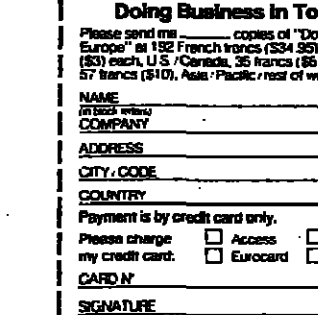 Doing Business in To
Please send me ______ copies of "Do
Europe" at 192 French francs ($34.95)
($3) each, U.S./Canada, 35 francs ($6
57 francs ($10), Asia/Pacific/rest of w
NAME
(in block letters)
COMPANY
ADDRESS
CITY/CODE
COUNTRY
Payment is by credit card only.
Please charge ☐ Access
my credit card: ☐ Eurocard
CARD N°
SIGNATURE